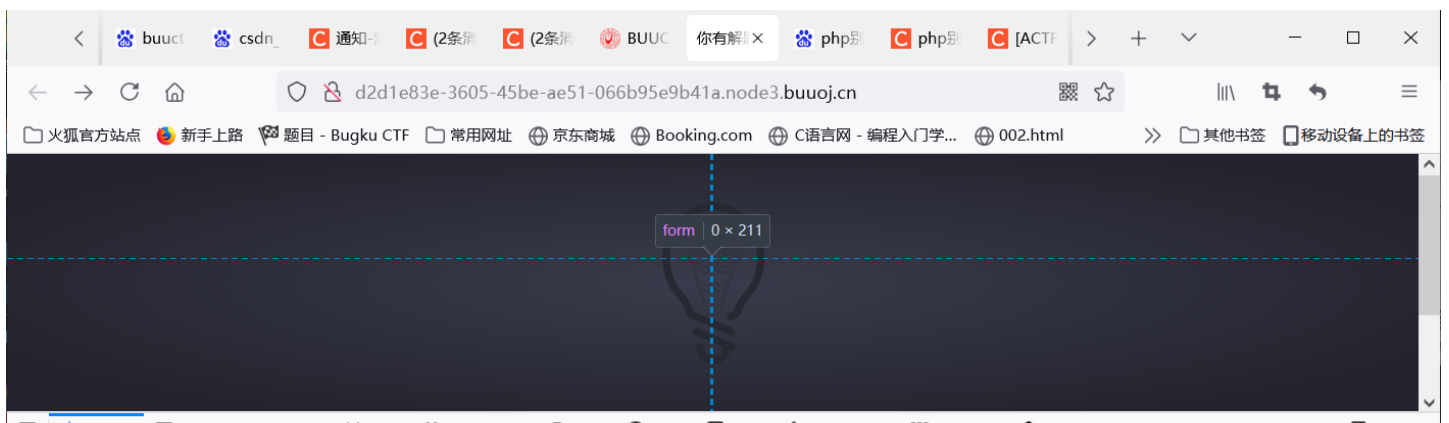 buuct csdn_ 通知- (2条消 (2条消 BUUC 你有解 php别 php别 [ACTF
d2d1e83e-3605-45be-ae51-066b95e9b41a.node3.buuoj.cn
火狐官方站点 新手上路 题目 - Bugku CTF 常用网址 京东商城 Booking.com C语言网 - 编程入门学... 002.html 其他书签 移动设备上的书签
form 0 × 211